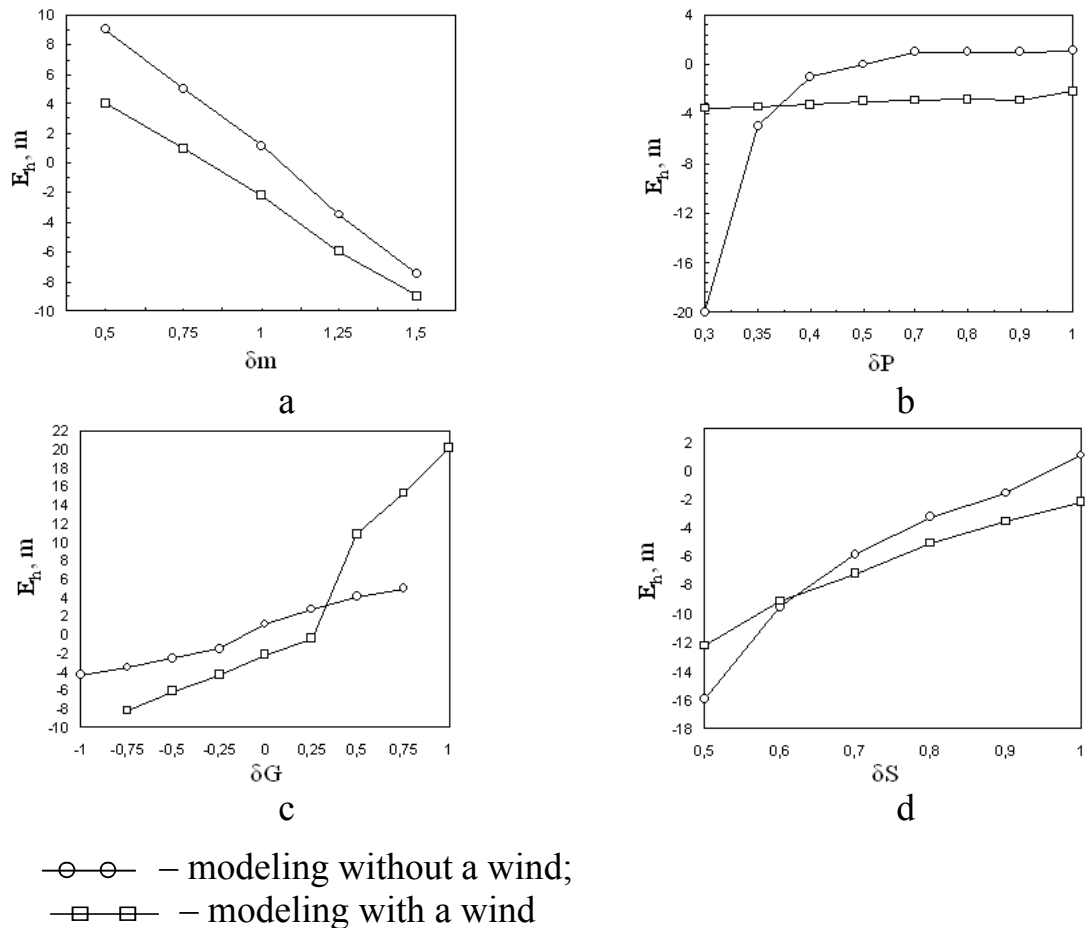 10
8
6
4
2
0
-2
-4
-6
-8
-10
E_h, m
0,5 0,75 1 1,25 1,5
δm
a
4
0
-4
-8
-12
-16
-20
E_h, m
0,3 0,35 0,4 0,5 0,7 0,8 0,9 1
δP
b
22
20
18
16
14
12
10
8
6
4
2
0
-2
-4
-6
-8
-10
E_h, m
-1 -0,75 -0,5 -0,25 0 0,25 0,5 0,75 1
δG
c
2
0
-2
-4
-6
-8
-10
-12
-14
-16
-18
E_h, m
0,5 0,6 0,7 0,8 0,9 1
δS
d
– modeling without a wind;
– modeling with a wind